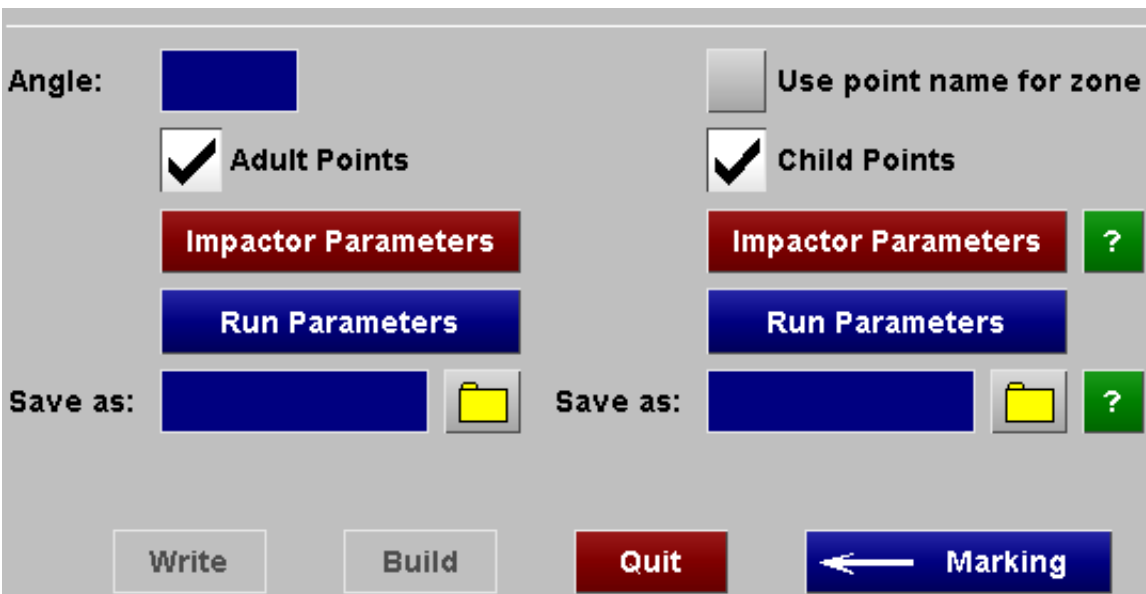 Angle: Use point name for zone
Adult Points Child Points
Impactor Parameters Impactor Parameters ?
Run Parameters Run Parameters
Save as: Save as: ?
Write Build Quit Marking